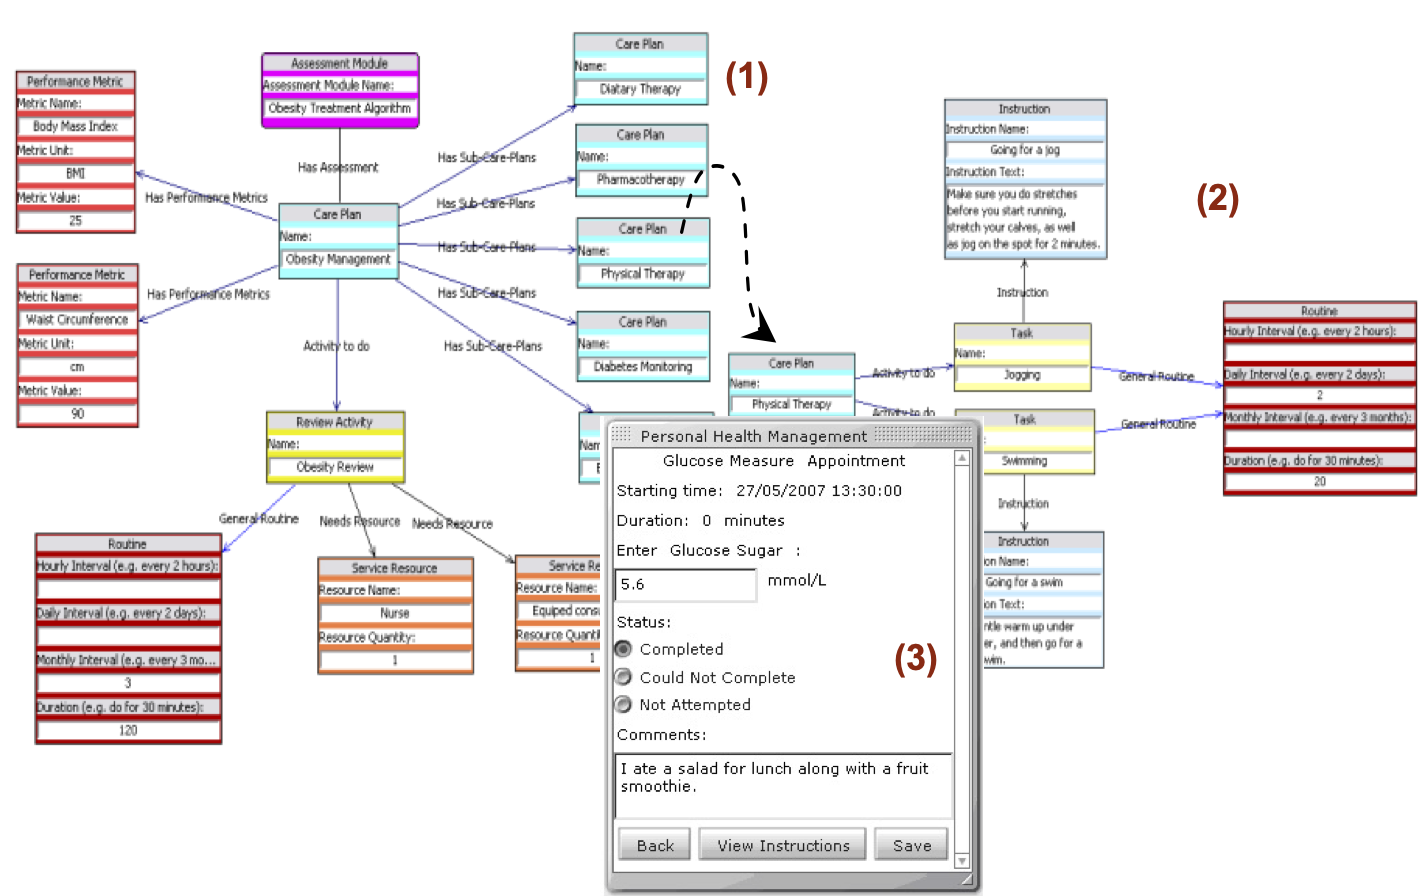 Performance Metric
Metric Name:
Body Mass Index
Metric Unit:
BMI
Metric Value:
25
Performance Metric
Metric Name:
Waist Circumference
Metric Unit:
cm
Metric Value:
90
Assessment Module
Assessment Module Name:
Obesity Treatment Algorithm
Has Assessment
Has Performance Metrics
Has Performance Metrics
Care Plan
Name:
Obesity Management
Activity to do
Has Sub-Care-Plans
Has Sub-Care-Plans
Has Sub-Care-Plans
Has Sub-Care-Plans
Has Sub-Care-Plans
Care Plan
Name:
Diatary Therapy
(1)
Care Plan
Name:
Pharmacotherapy
Care Plan
Name:
Physical Therapy
Care Plan
Name:
Diabetes Monitoring
Review Activity
Name:
Obesity Review
General Routine
Needs Resource
Needs Resource
Routine
Hourly Interval (e.g. every 2 hours):
Daily Interval (e.g. every 2 days):
Monthly Interval (e.g. every 3 mo...
3
Duration (e.g. do for 30 minutes):
120
Service Resource
Resource Name:
Nurse
Resource Quantity:
1
Service Re
Resource Name:
Equiped cons
Resource Quanti
1
Care Plan
Name:
Physical Therapy
Activity to do
Activity to do
Instruction
Instruction Name:
Going for a jog
Instruction Text:
Make sure you do stretches
before you start running,
stretch your calves, as well
as jog on the spot for 2 minutes.
(2)
Instruction
Task
Name:
Jogging
General Routine
Task
Swimming
General Routine
Instruction
Routine
Hourly Interval (e.g. every 2 hours):
Daily Interval (e.g. every 2 days):
2
Monthly Interval (e.g. every 3 months):
Duration (e.g. do for 30 minutes):
20
Instruction
on Name:
Going for a swim
on Text:
ntle warm up under
er, and then go for a
wim.
Personal Health Management
Glucose Measure Appointment
Starting time: 27/05/2007 13:30:00
Duration: 0 minutes
Enter Glucose Sugar :
5.6 mmol/L
Status:
Completed
Could Not Complete
Not Attempted
(3)
Comments:
I ate a salad for lunch along with a fruit
smoothie.
Back View Instructions Save